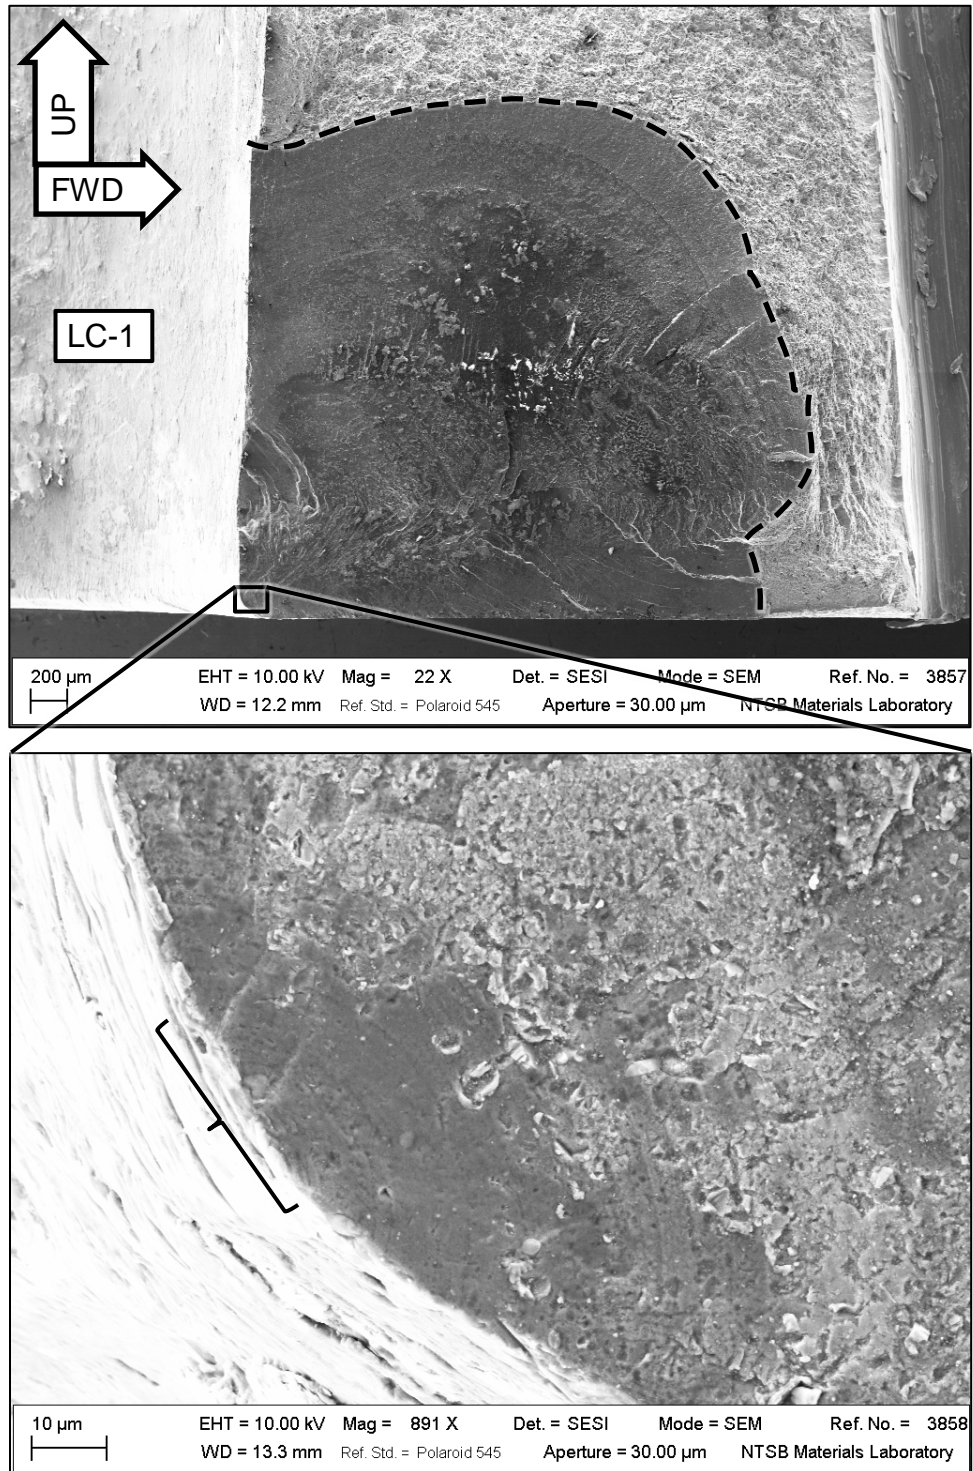 UP
FWD
LC-1
200 µm EHT = 10.00 kV Mag = 22 X Det. = SESI Mode = SEM Ref. No. = 3857
WD = 12.2 mm Ref. Std. = Polaroid 545 Aperture = 30.00 µm NTSB Materials Laboratory
10 µm EHT = 10.00 kV Mag = 891 X Det. = SESI Mode = SEM Ref. No. = 3858
WD = 13.3 mm Ref. Std. = Polaroid 545 Aperture = 30.00 µm NTSB Materials Laboratory